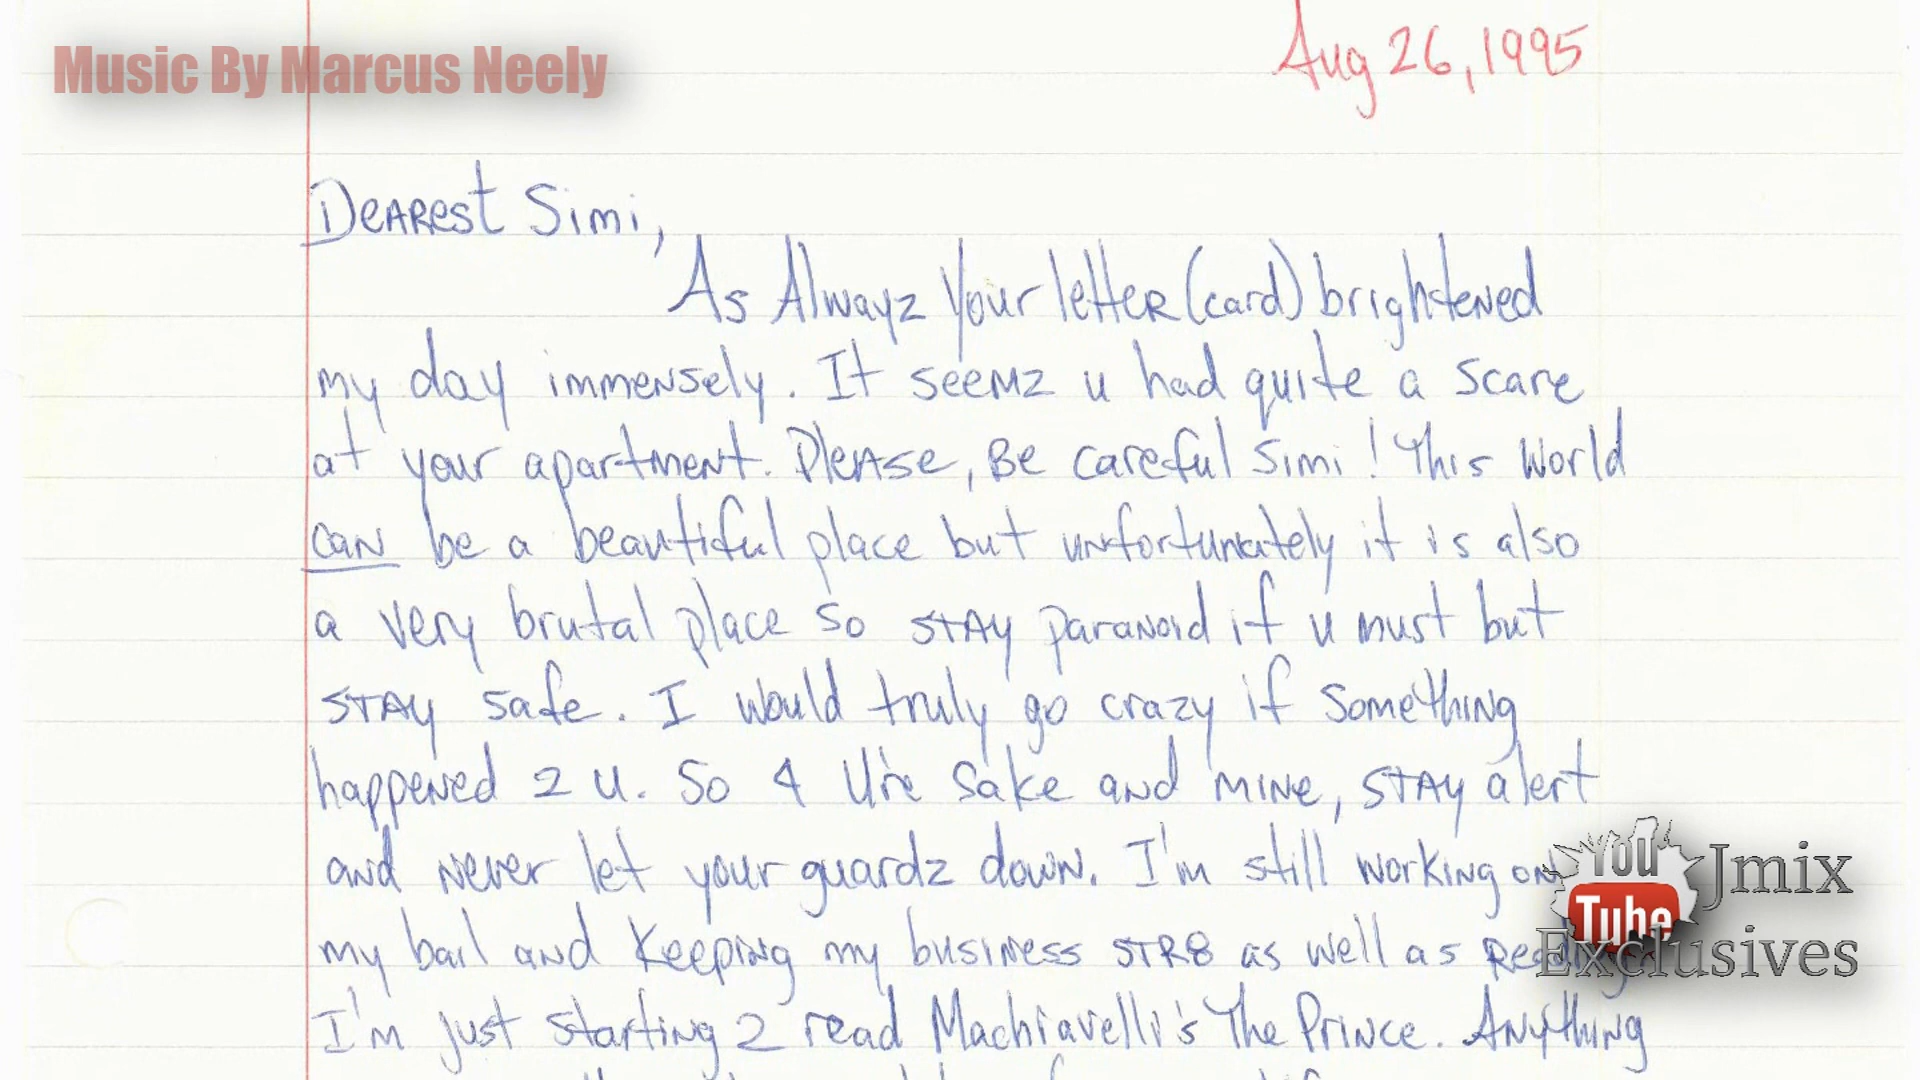 Music By Marcus Neely
Aug 26, 1995
Dearest Simi,
As Alwayz Your letter (card) brightened
my day immensely. It seemz u had quite a scare
at your apartment. Please, Be careful Simi! This world
can be a beautiful place but unfortunately it is also
a very brutal place so stay paranoid if u must but
stay safe. I would truly go crazy if something
happened 2 u. So 4 U're sake and mine, stay alert
and never let your guardz down. I'm still working on
my bail and keeping my business STR8 as well as
I'm just starting 2 read Machiavelli's The Prince. Anything
You Tube Jmix
Exclusives